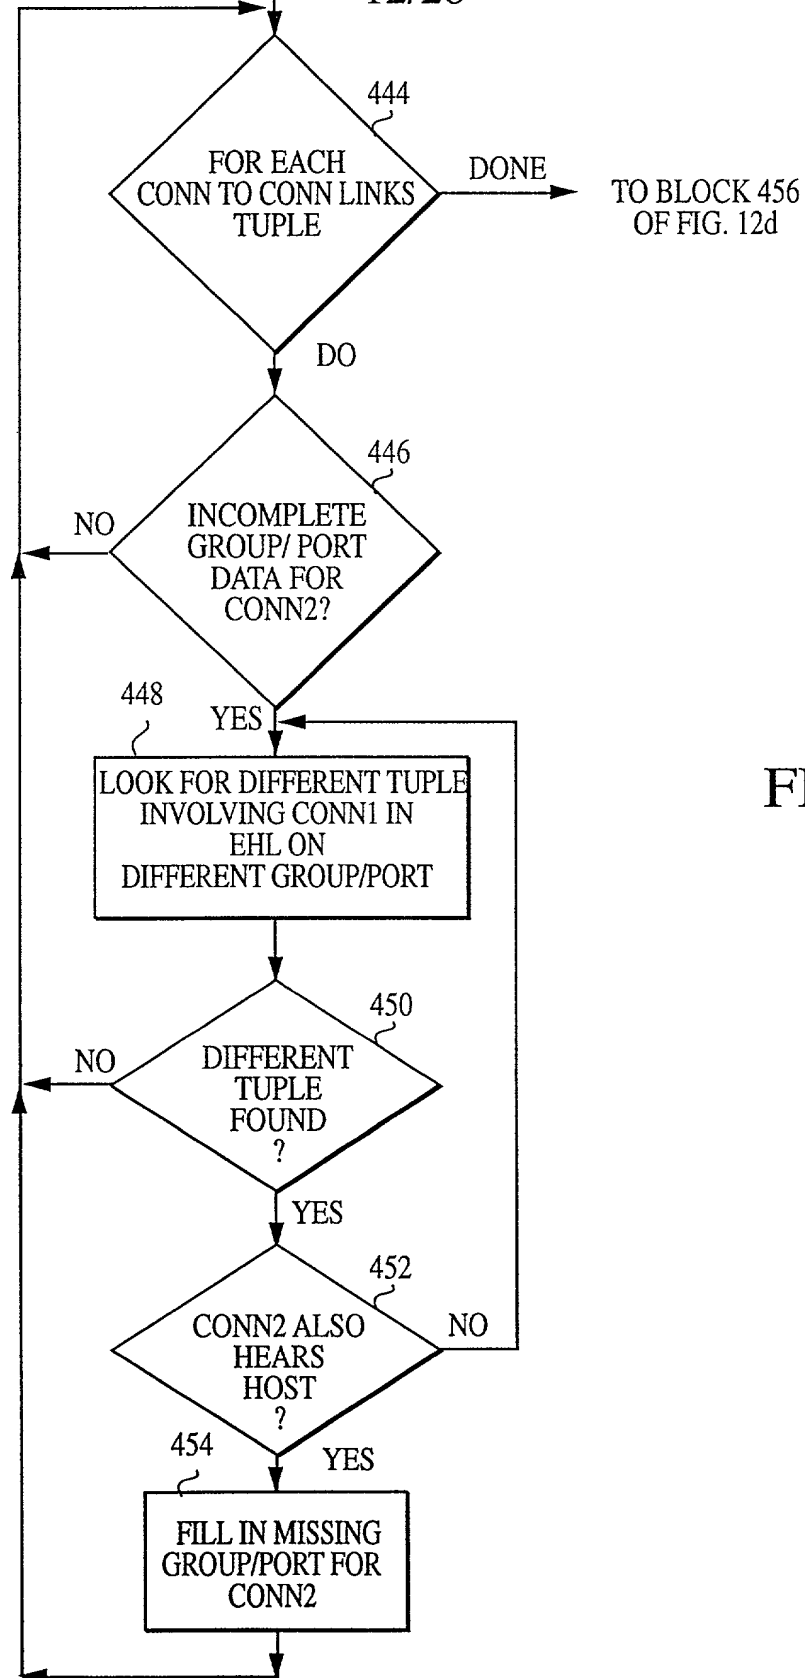 444
FOR EACH
CONN TO CONN LINKS
TUPLE
DONE
TO BLOCK 456
OF FIG. 12d
DO
446
INCOMPLETE
GROUP/ PORT
DATA FOR
CONN2?
NO
448
YES
LOOK FOR DIFFERENT TUPLE
INVOLVING CONN1 IN
EHL ON
DIFFERENT GROUP/PORT
450
DIFFERENT
TUPLE
FOUND
?
NO
YES
452
CONN2 ALSO
HEARS
HOST
?
NO
YES
454
FILL IN MISSING
GROUP/PORT FOR
CONN2